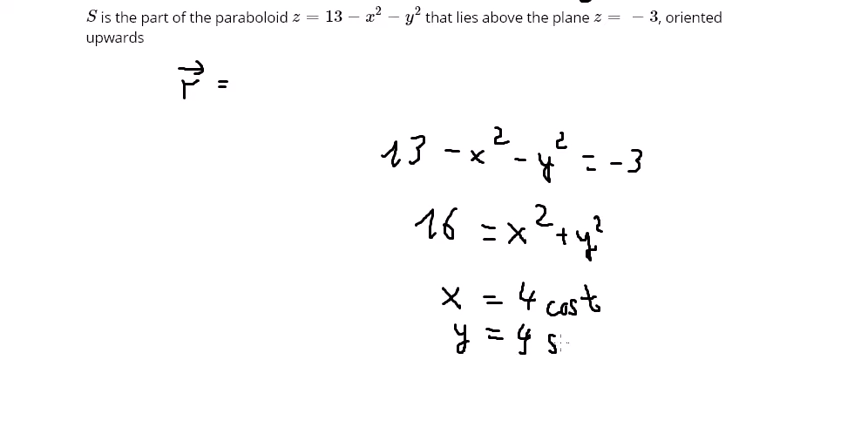 S is the part of the paraboloid z = 13 − x² − y² that lies above the plane z = − 3, oriented
upwards
r⃗ =
13 − x² − y² = −3
16 = x² + y²
x = 4 cost
y = 4 s